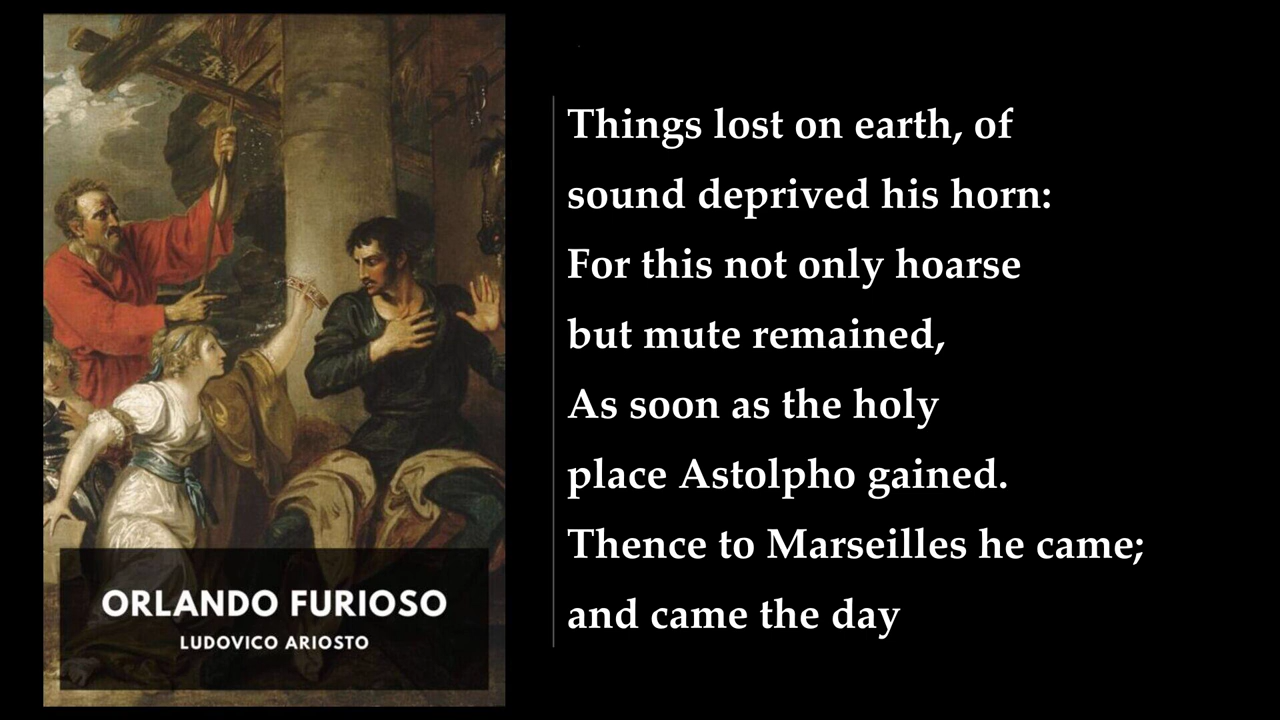 ORLANDO FURIOSO
LUDOVICO ARIOSTO
Things lost on earth, of
sound deprived his horn:
For this not only hoarse
but mute remained,
As soon as the holy
place Astolpho gained.
Thence to Marseilles he came;
and came the day